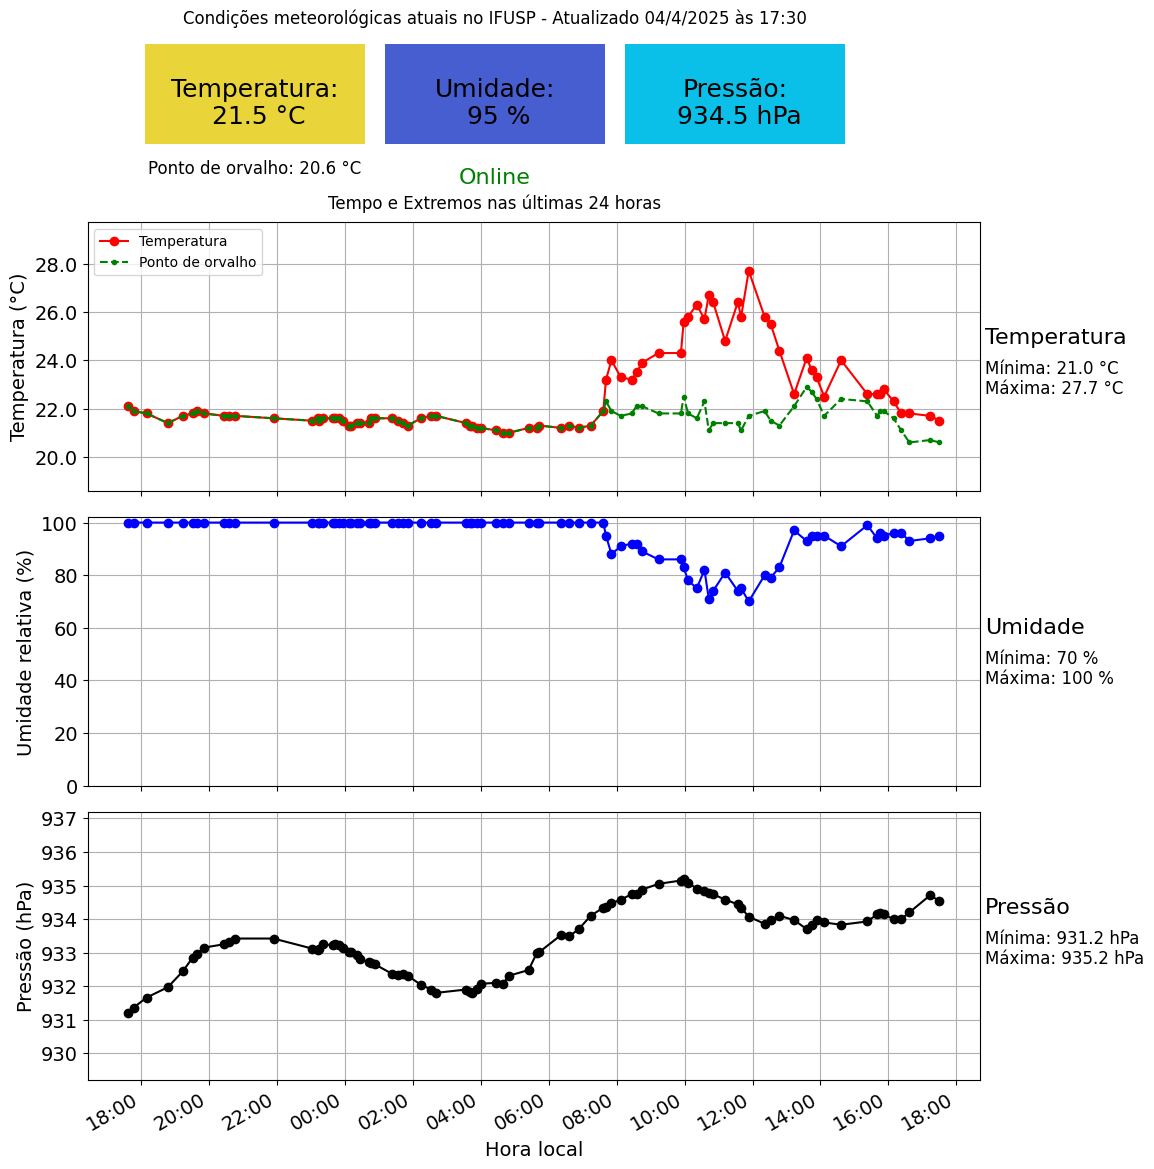 Condições meteorológicas atuais no IFUSP - Atualizado 04/4/2025 às 17:30
Temperatura:
21.5 °C
Umidade:
95 %
Pressão:
934.5 hPa
Ponto de orvalho: 20.6 °C
Online
Tempo e Extremos nas últimas 24 horas
Temperatura
Ponto de orvalho
Temperatura (°C)
28.0
26.0
24.0
22.0
20.0
Temperatura
Mínima: 21.0 °C
Máxima: 27.7 °C
Umidade relativa (%)
100
80
60
40
20
0
Umidade
Mínima: 70 %
Máxima: 100 %
Pressão (hPa)
937
936
935
934
933
932
931
930
Pressão
Mínima: 931.2 hPa
Máxima: 935.2 hPa
18:00
20:00
22:00
00:00
02:00
04:00
06:00
08:00
10:00
12:00
14:00
16:00
18:00
Hora local